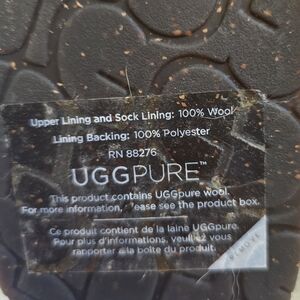 Upper Lining and Sock Lining: 100% Wool
Lining Backing: 100% Polyester
RN 88276
UGGPURE™
This product contains UGGpure wool.
For more information, please see the product box.
Ce produit contient de la laine UGGpure.
Pour plus d'informations, veuillez vous
rapporter à la boîte du produit.
REMOVE